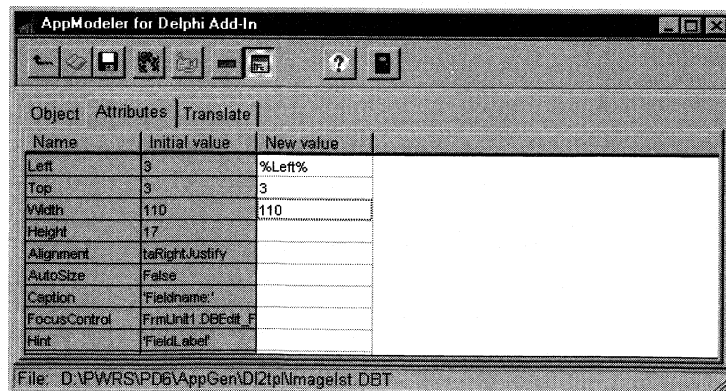 AppModeler for Delphi Add-In
Object Attributes Translate
Name Initial value New value
Left 3 %Left%
Top 3 3
Width 110 110
Height 17
Alignment taRightJustify
AutoSize False
Caption 'Fieldname:'
FocusControl FrmUnit1.DBEdit_F
Hint 'FieldLabel'
File: D:\PWRS\PD6\AppGen\Dl2tpl\Imagelst.DBT